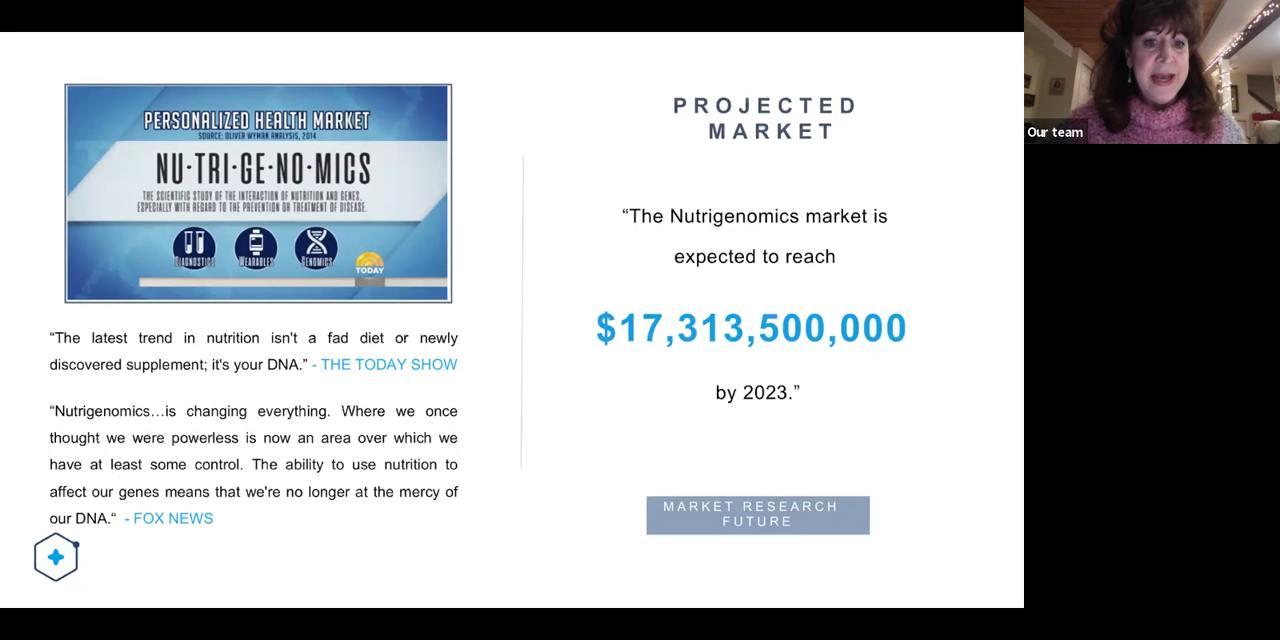 PERSONALIZED HEALTH MARKET
SOURCE: OLIVER WYMAN ANALYSIS, 2014
NU·TRI·GE·NO·MICS
THE SCIENTIFIC STUDY OF THE INTERACTION OF NUTRITION AND GENES,
ESPECIALLY WITH REGARD TO THE PREVENTION OR TREATMENT OF DISEASE.
DIAGNOSTICS WEARABLES GENOMICS
TODAY
“The latest trend in nutrition isn't a fad diet or newly
discovered supplement; it's your DNA.” - THE TODAY SHOW
“Nutrigenomics…is changing everything. Where we once
thought we were powerless is now an area over which we
have at least some control. The ability to use nutrition to
affect our genes means that we're no longer at the mercy of
our DNA.“ - FOX NEWS
PROJECTED
MARKET
“The Nutrigenomics market is
expected to reach
$17,313,500,000
by 2023.”
MARKET RESEARCH
FUTURE
Our team